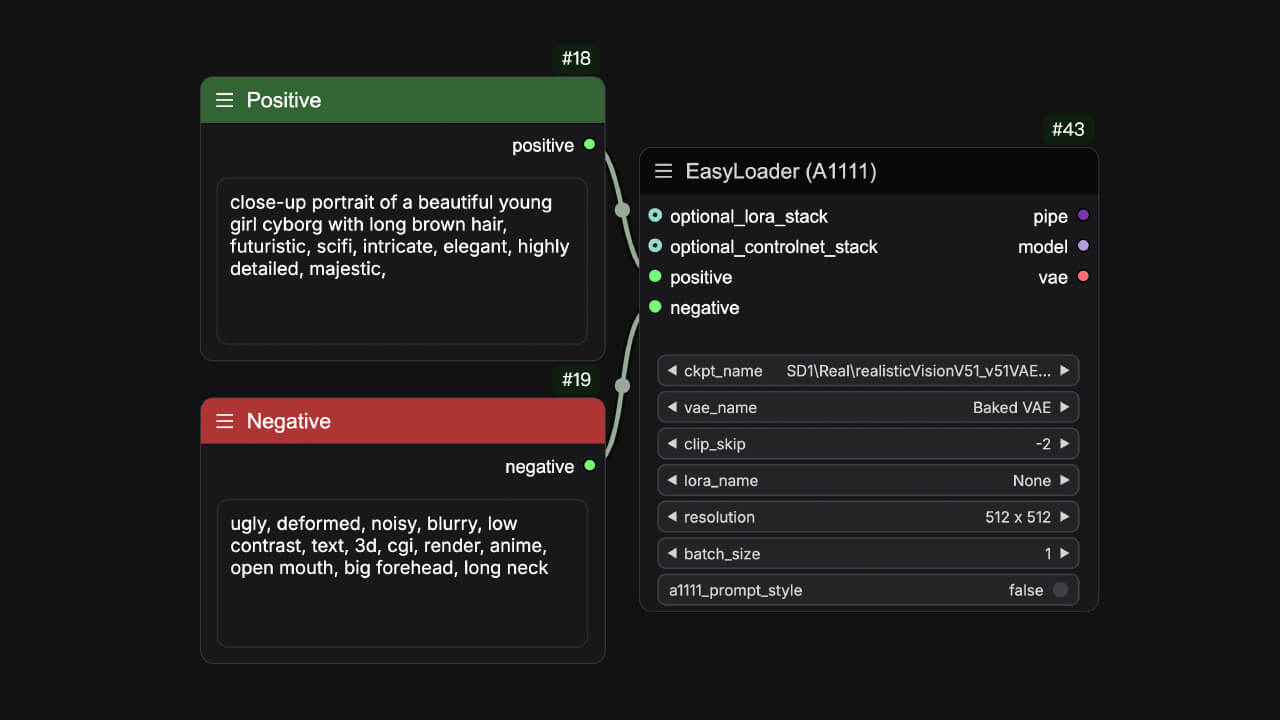 #18
Positive
positive
close-up portrait of a beautiful young
girl cyborg with long brown hair,
futuristic, scifi, intricate, elegant, highly
detailed, majestic,
#19
Negative
negative
ugly, deformed, noisy, blurry, low
contrast, text, 3d, cgi, render, anime,
open mouth, big forehead, long neck
#43
EasyLoader (A1111)
optional_lora_stack pipe
optional_controlnet_stack model
positive vae
negative
ckpt_name SD1\Real\realisticVisionV51_v51VAE...
vae_name Baked VAE
clip_skip -2
lora_name None
resolution 512 x 512
batch_size 1
a1111_prompt_style false